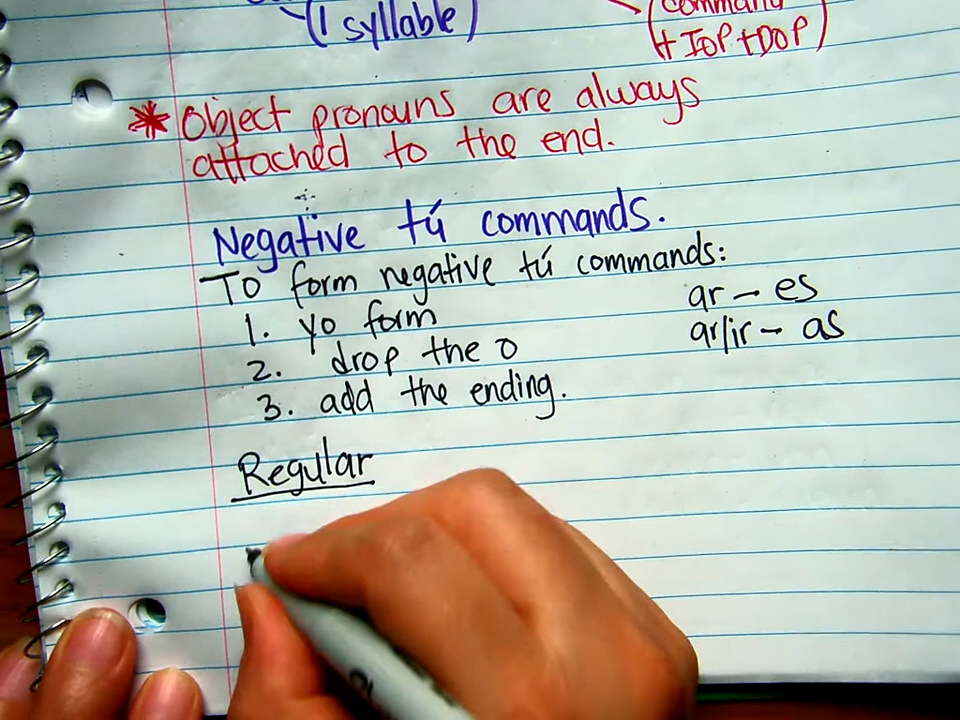 (1 syllable)
(command
+ IOP + DOP)
* Object pronouns are always
attached to the end.
Negative tú commands.
To form negative tú commands:
1. yo form
ar - es
2. drop the o
ar/ir - as
3. add the ending.
Regular